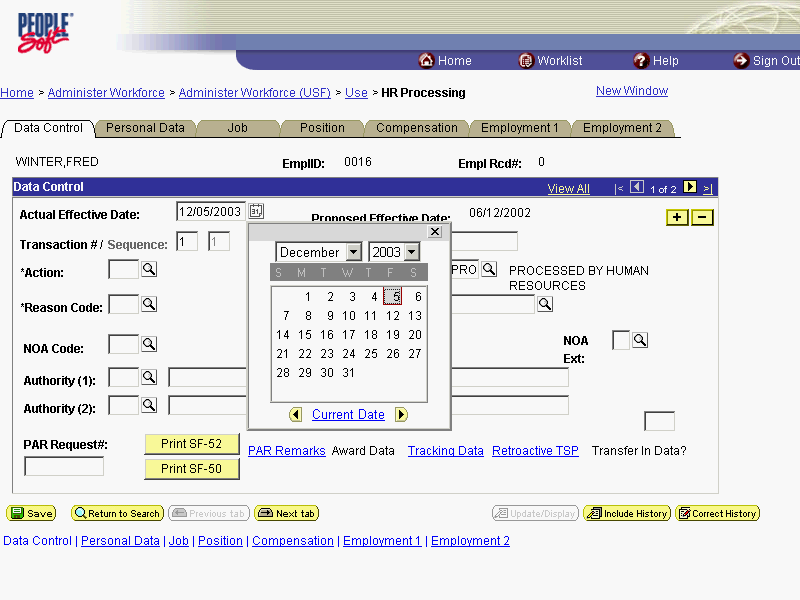 PEOPLE
Soft
Home Worklist Help Sign Out
Home > Administer Workforce > Administer Workforce (USF) > Use > HR Processing New Window
Data Control Personal Data Job Position Compensation Employment 1 Employment 2
WINTER,FRED EmplID: 0016 Empl Rcd#: 0
Data Control View All |< 1 of 2 >|
Actual Effective Date: 12/05/2003 31 Proposed Effective Date: 06/12/2002 + −
Transaction # / Sequence: 1 1
*Action: PRO PROCESSED BY HUMAN
RESOURCES
*Reason Code:
December 2003
S M T W T F S
1 2 3 4 5 6
7 8 9 10 11 12 13
14 15 16 17 18 19 20
21 22 23 24 25 26 27
28 29 30 31
Current Date
NOA Code: NOA
Ext:
Authority (1):
Authority (2):
PAR Request#: Print SF-52
Print SF-50
PAR Remarks Award Data Tracking Data Retroactive TSP Transfer In Data?
Save Return to Search Previous tab Next tab Update/Display Include History Correct History
Data Control | Personal Data | Job | Position | Compensation | Employment 1 | Employment 2